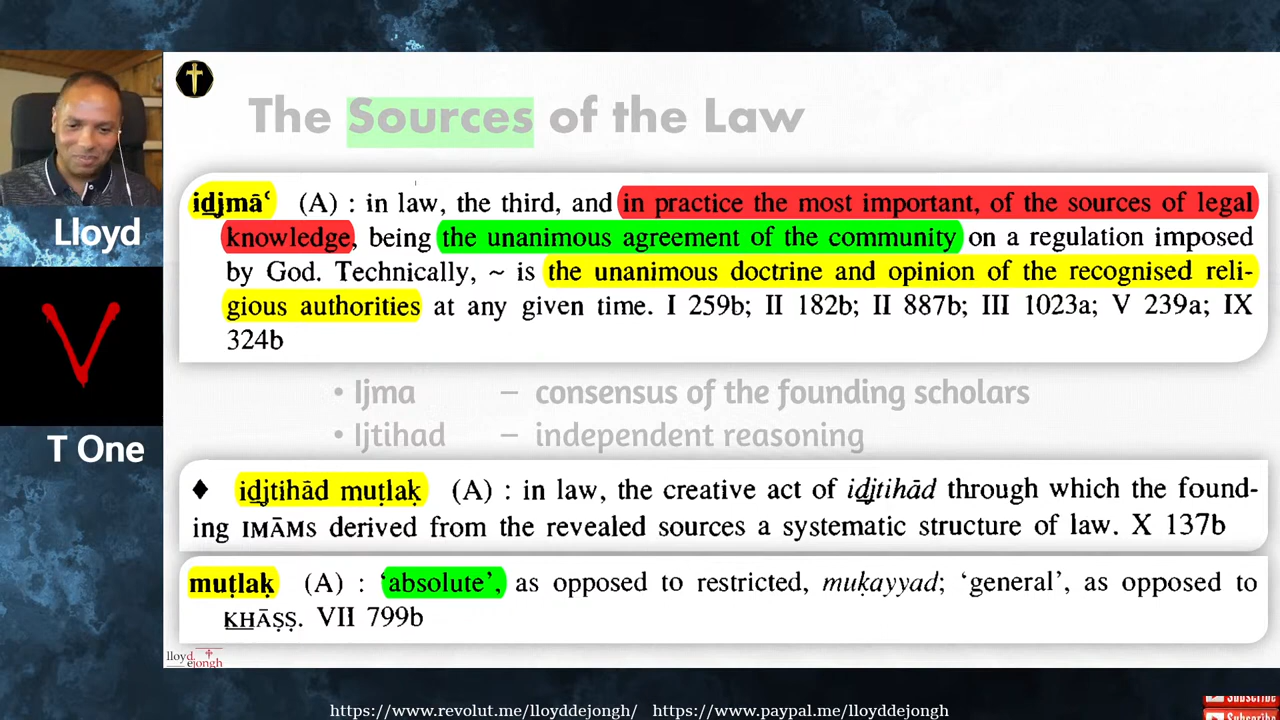 The Sources of the Law
idjmāʿ (A) : in law, the third, and in practice the most important, of the sources of legal
knowledge, being the unanimous agreement of the community on a regulation imposed
by God. Technically, ~ is the unanimous doctrine and opinion of the recognised reli-
gious authorities at any given time. I 259b; II 182b; II 887b; III 1023a; V 239a; IX
324b
• Ijma – consensus of the founding scholars
• Ijtihad – independent reasoning
♦ idjtihād muṭlaḳ (A) : in law, the creative act of idjtihād through which the found-
ing IMĀMS derived from the revealed sources a systematic structure of law. X 137b
muṭlaḳ (A) : ‘absolute’, as opposed to restricted, muḳayyad; ‘general’, as opposed to
KHĀṢṢ. VII 799b
Lloyd
V
T One
lloyd
ejongh
https://www.revolut.me/lloyddejongh/ https://www.paypal.me/lloyddejongh
Subscribe
Subscribe